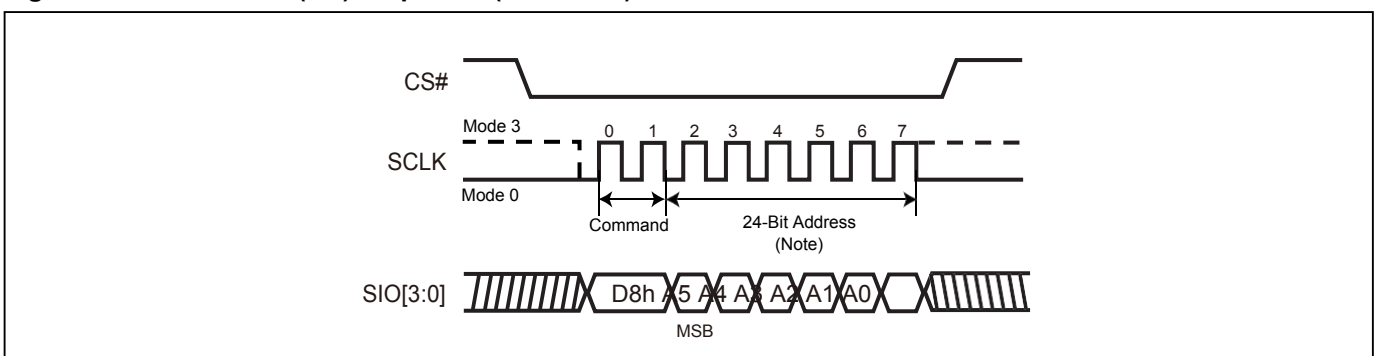 CS#
Mode 3
0 1 2 3 4 5 6 7
SCLK
Mode 0
Command
24-Bit Address
(Note)
SIO[3:0]
D8h A5 A4 A3 A2 A1 A0
MSB